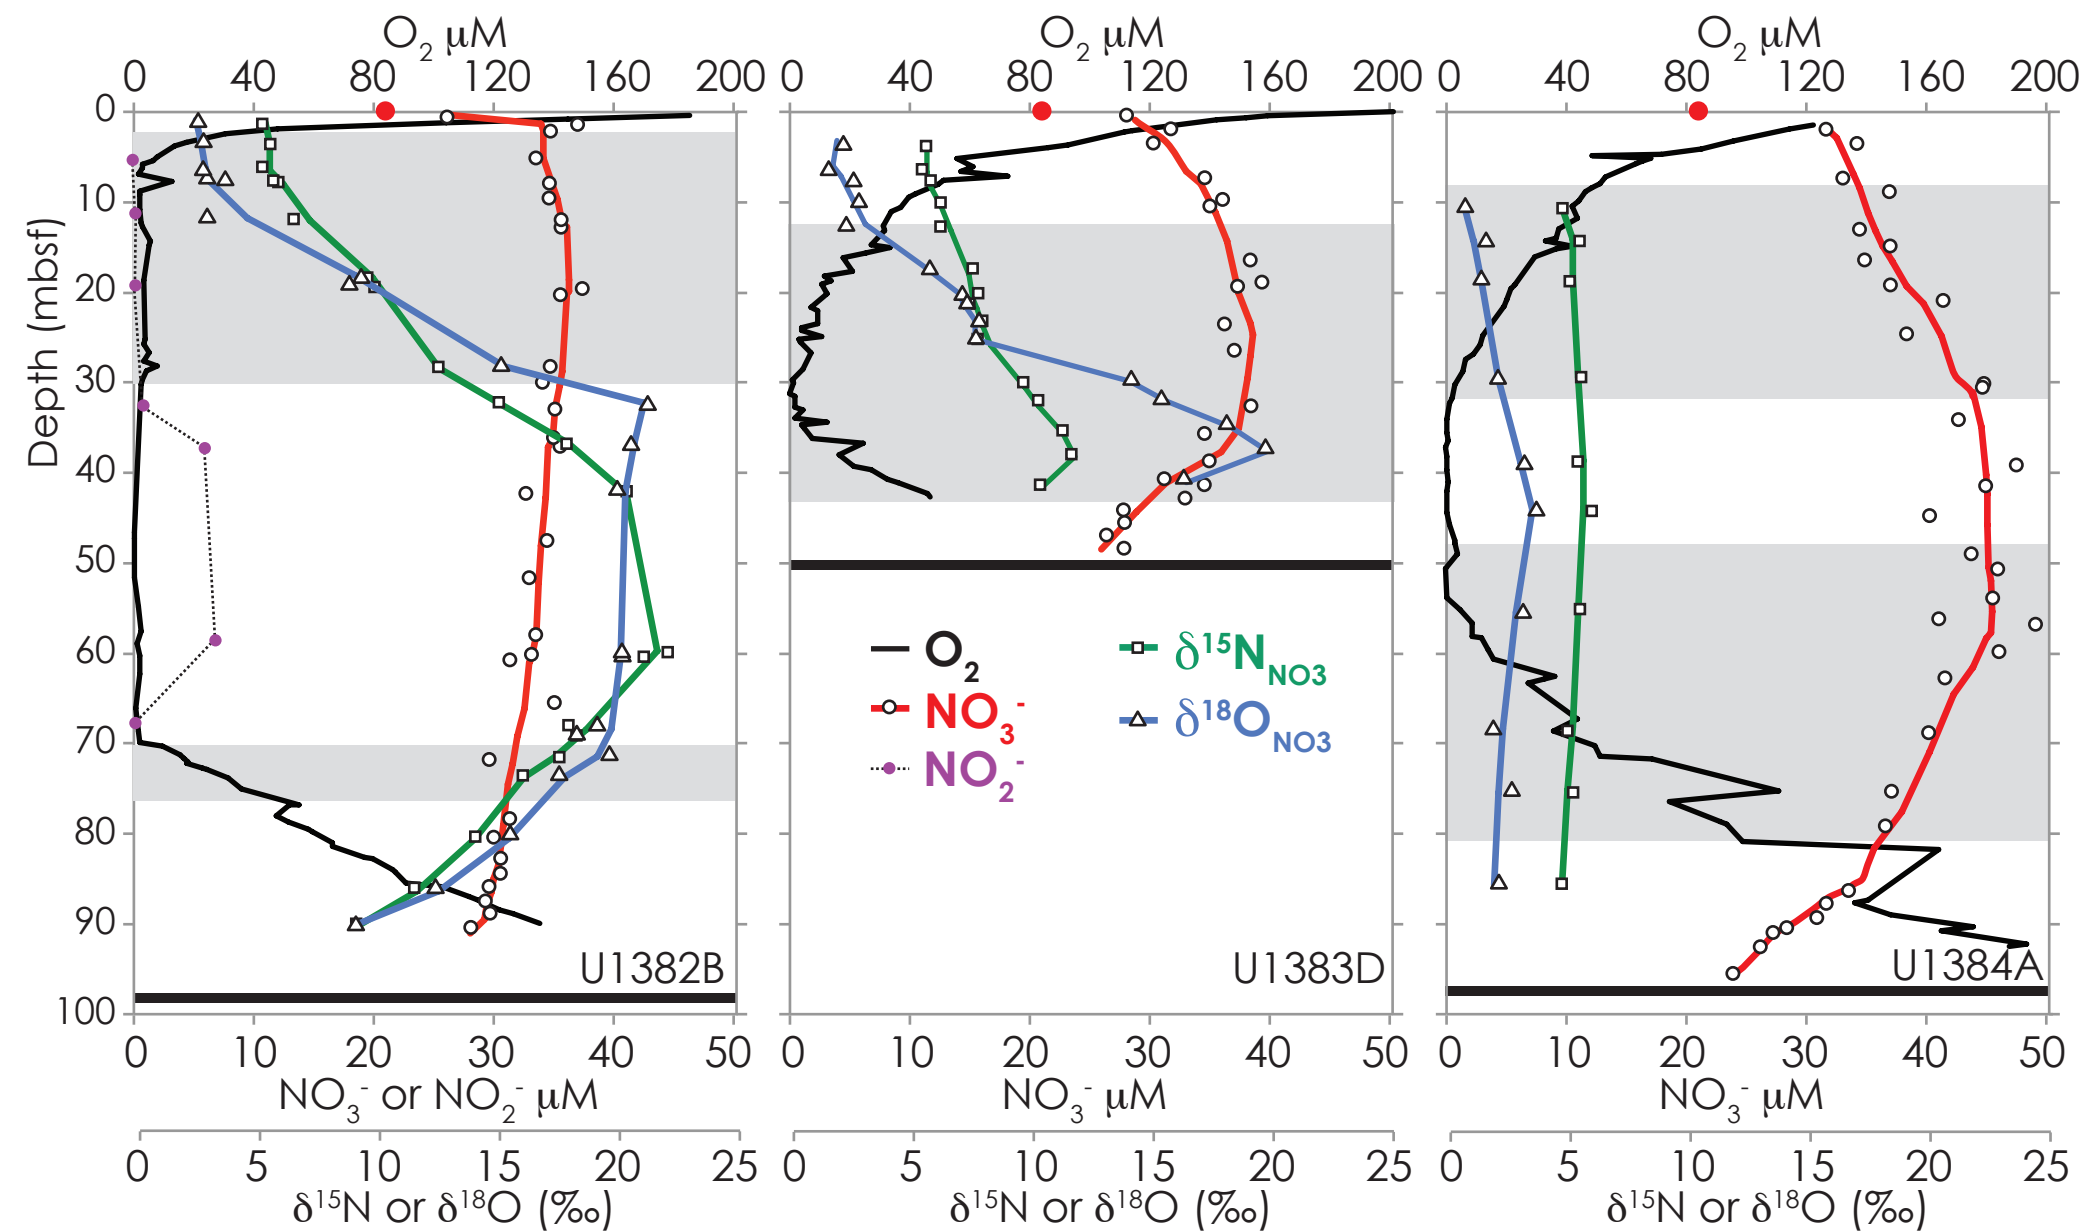 O₂ μM O₂ μM O₂ μM
0 40 80 120 160 200 0 40 80 120 160 200 0 40 80 120 160 200
Depth (mbsf)
0
10
20
30
40
50
60
70
80
90
100
O₂
NO₃⁻
NO₂⁻
δ¹⁵N NO3
δ¹⁸O NO3
U1382B U1383D U1384A
0 10 20 30 40 50 0 10 20 30 40 50 0 10 20 30 40 50
NO₃⁻ or NO₂⁻ μM NO₃⁻ μM NO₃⁻ μM
0 5 10 15 20 25 0 5 10 15 20 25 0 5 10 15 20 25
δ¹⁵N or δ¹⁸O (‰) δ¹⁵N or δ¹⁸O (‰) δ¹⁵N or δ¹⁸O (‰)